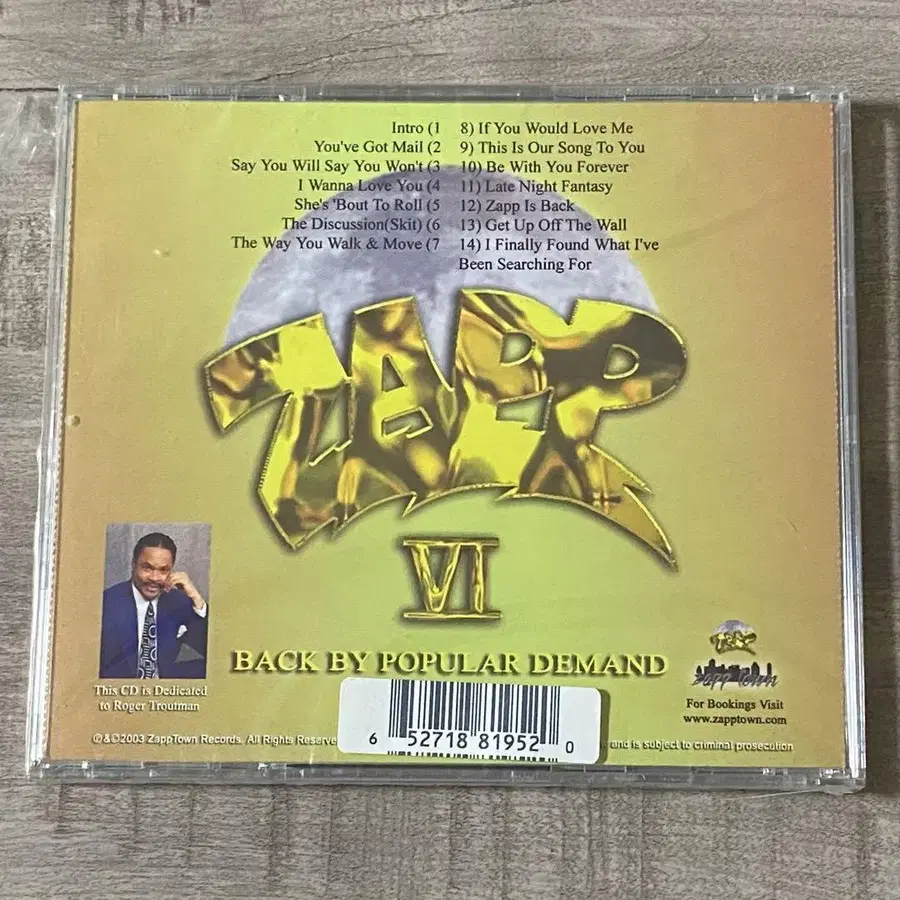 Intro (1
You've Got Mail (2
Say You Will Say You Won't (3
I Wanna Love You (4
She's 'Bout To Roll (5
The Discussion(Skit) (6
The Way You Walk & Move (7
8) If You Would Love Me
9) This Is Our Song To You
10) Be With You Forever
11) Late Night Fantasy
12) Zapp Is Back
13) Get Up Off The Wall
14) I Finally Found What I've
Been Searching For
ZAPP
VI
BACK BY POPULAR DEMAND
This CD is Dedicated
to Roger Troutman
ZAPP
Zapp Town
For Bookings Visit
www.zapptown.com
℗&©2003 ZappTown Records. All Rights Reserve
and is subject to criminal prosecution
6 52718 81952 0